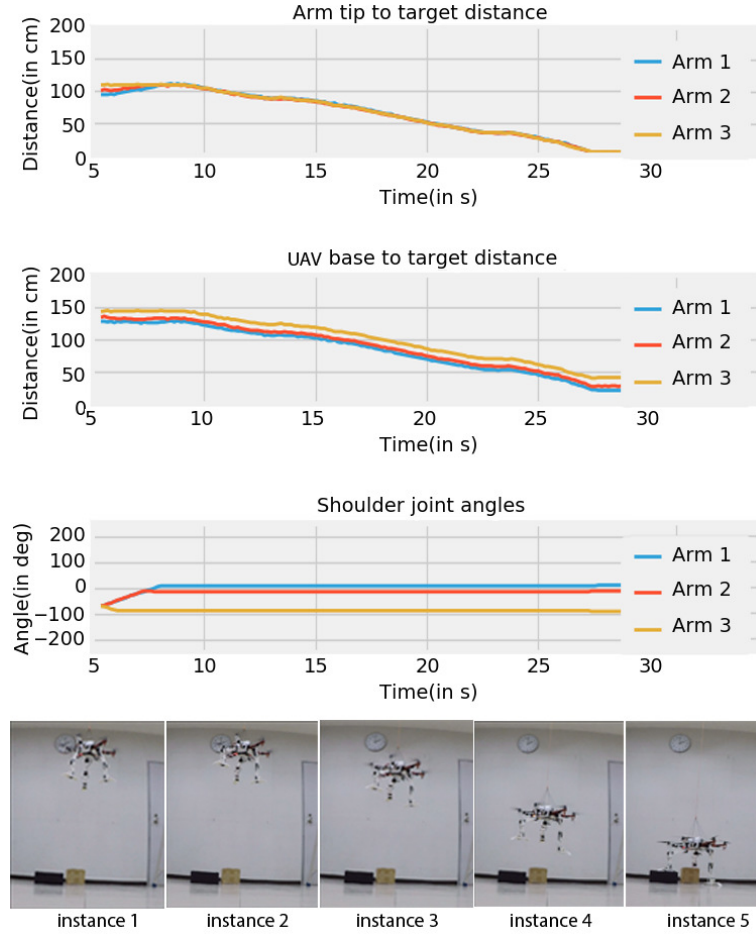 Arm tip to target distance
200
150
100
50
0
Distance(in cm)
Arm 1
Arm 2
Arm 3
5 10 15 20 25 30
Time(in s)
UAV base to target distance
200
150
100
50
0
Distance(in cm)
Arm 1
Arm 2
Arm 3
5 10 15 20 25 30
Time(in s)
Shoulder joint angles
200
100
0
−100
−200
Angle(in deg)
Arm 1
Arm 2
Arm 3
5 10 15 20 25 30
Time(in s)
instance 1 instance 2 instance 3 instance 4 instance 5